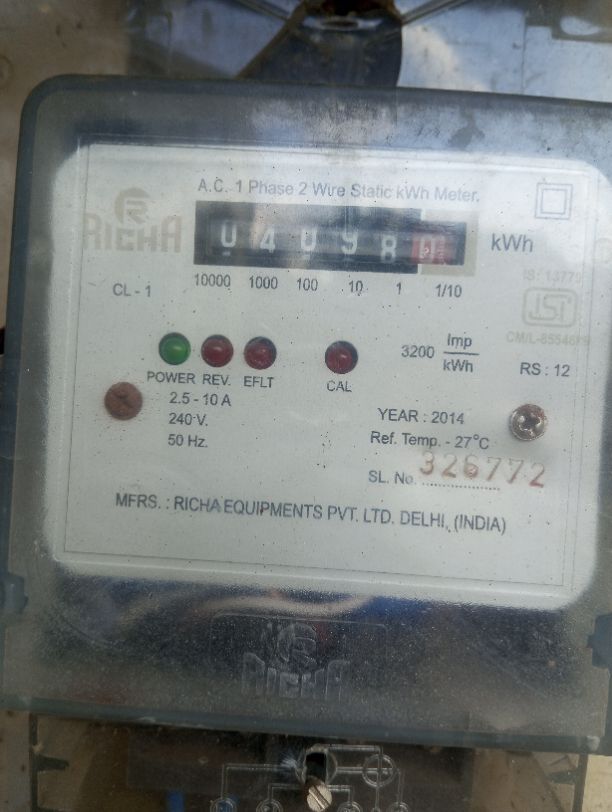 A.C. 1 Phase 2 Wire Static kWh Meter.
RICHA
04098 kWh
10000 1000 100 10 1 1/10
CL - 1
IS : 13779
ISI
3200 Imp/kWh
RS : 12
POWER REV. EFLT CAL
2.5 - 10 A
240 V.
50 Hz.
YEAR : 2014
Ref. Temp. - 27°C
SL. No. 326772
MFRS. : RICHA EQUIPMENTS PVT. LTD. DELHI, (INDIA)
RICHA